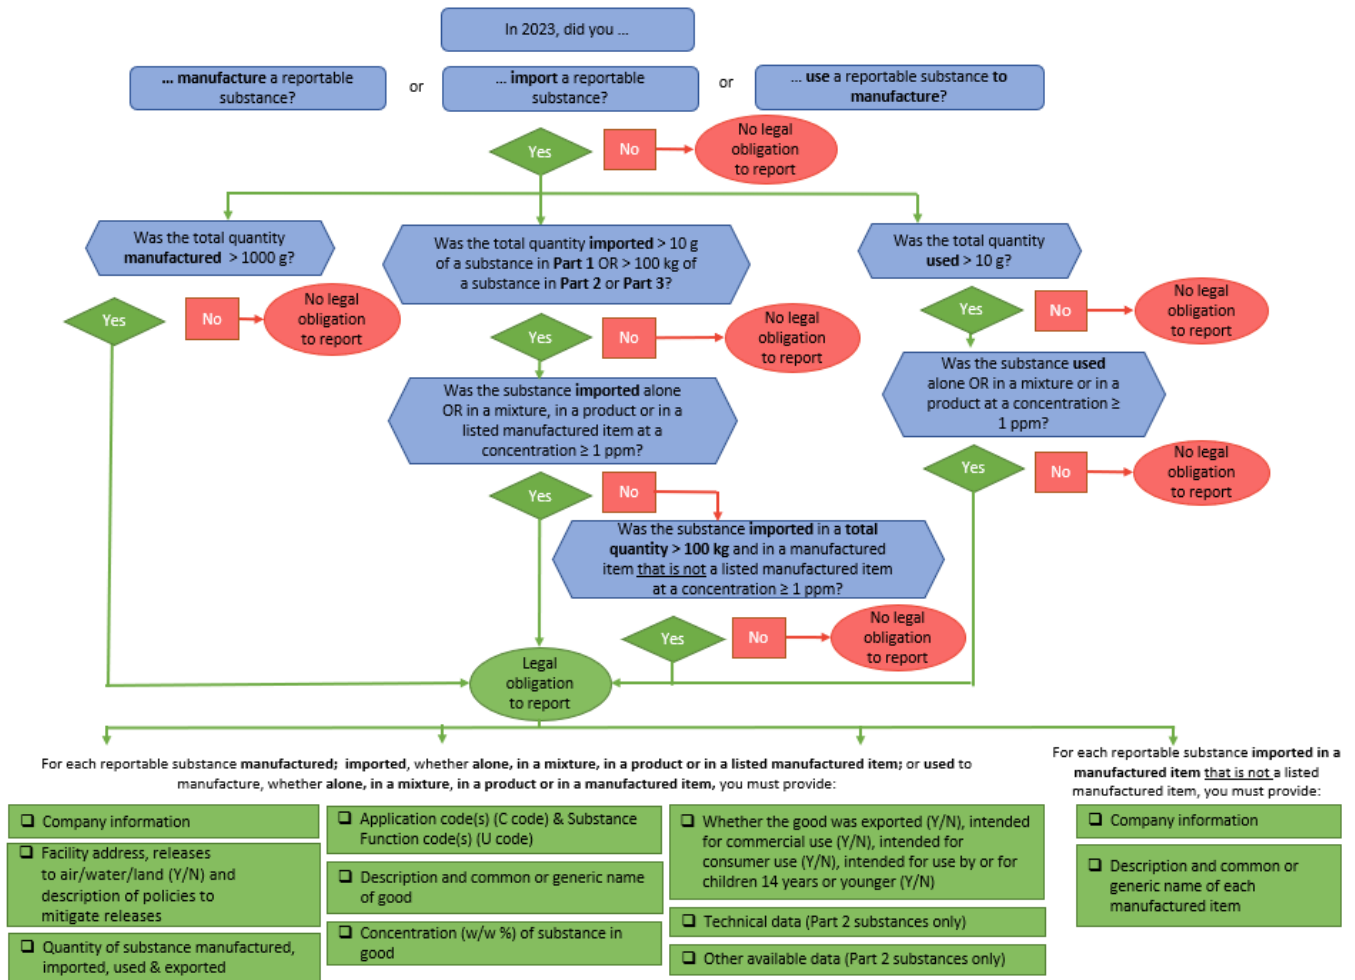 In 2023, did you ...
... manufacture a reportable
substance?
or
... import a reportable
substance?
or
... use a reportable substance to
manufacture?
Yes
No
No legal
obligation
to report
Was the total quantity
manufactured > 1000 g?
Was the total quantity imported > 10 g
of a substance in Part 1 OR > 100 kg of
a substance in Part 2 or Part 3?
Was the total quantity
used > 10 g?
Yes
No
No legal
obligation
to report
Yes
No
No legal
obligation
to report
Yes
No
No legal
obligation
to report
Was the substance imported alone
OR in a mixture, in a product or in a
listed manufactured item at a
concentration ≥ 1 ppm?
Was the substance used
alone OR in a mixture or in a
product at a concentration ≥
1 ppm?
Yes
No
Yes
No
No legal
obligation
to report
Was the substance imported in a total
quantity > 100 kg and in a manufactured
item that is not a listed manufactured item
at a concentration ≥ 1 ppm?
Yes
No
No legal
obligation
to report
Legal
obligation
to report
For each reportable substance manufactured; imported, whether alone, in a mixture, in a product or in a listed manufactured item; or used to
manufacture, whether alone, in a mixture, in a product or in a manufactured item, you must provide:
For each reportable substance imported in a
manufactured item that is not a listed
manufactured item, you must provide:
❑ Company information
❑ Facility address, releases
to air/water/land (Y/N) and
description of policies to
mitigate releases
❑ Quantity of substance manufactured,
imported, used & exported
❑ Application code(s) (C code) & Substance
Function code(s) (U code)
❑ Description and common or generic name
of good
❑ Concentration (w/w %) of substance in
good
❑ Whether the good was exported (Y/N), intended
for commercial use (Y/N), intended for
consumer use (Y/N), intended for use by or for
children 14 years or younger (Y/N)
❑ Technical data (Part 2 substances only)
❑ Other available data (Part 2 substances only)
❑ Company information
❑ Description and common or
generic name of each
manufactured item